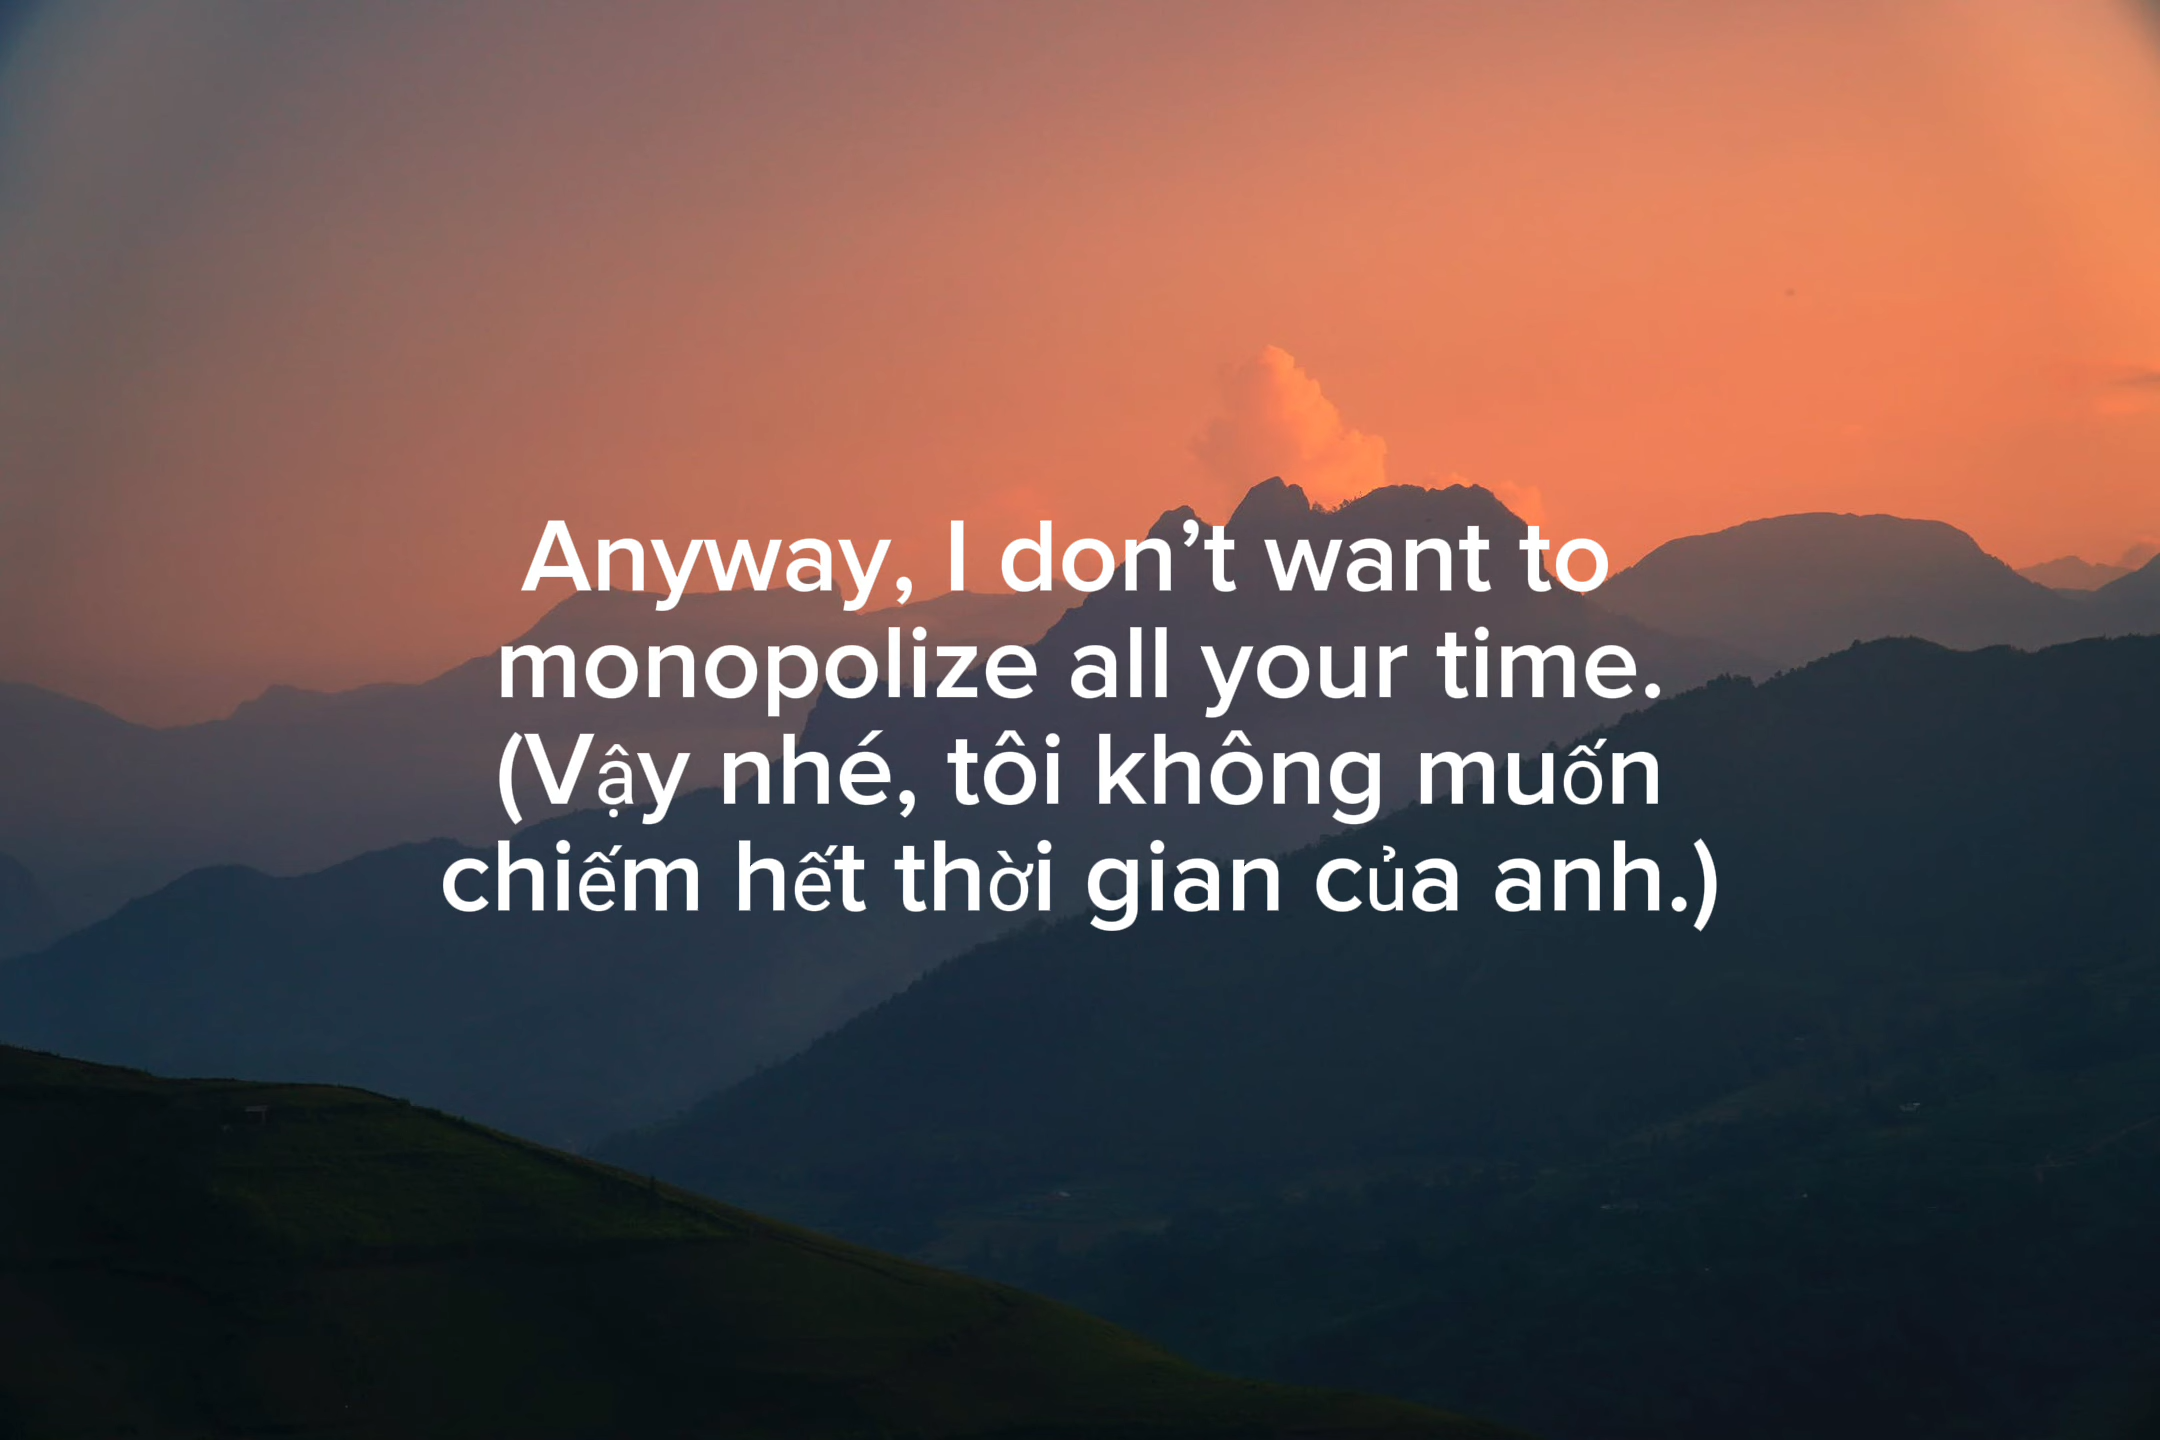 Anyway, I don’t want to
monopolize all your time.
(Vậy nhé, tôi không muốn
chiếm hết thời gian của anh.)